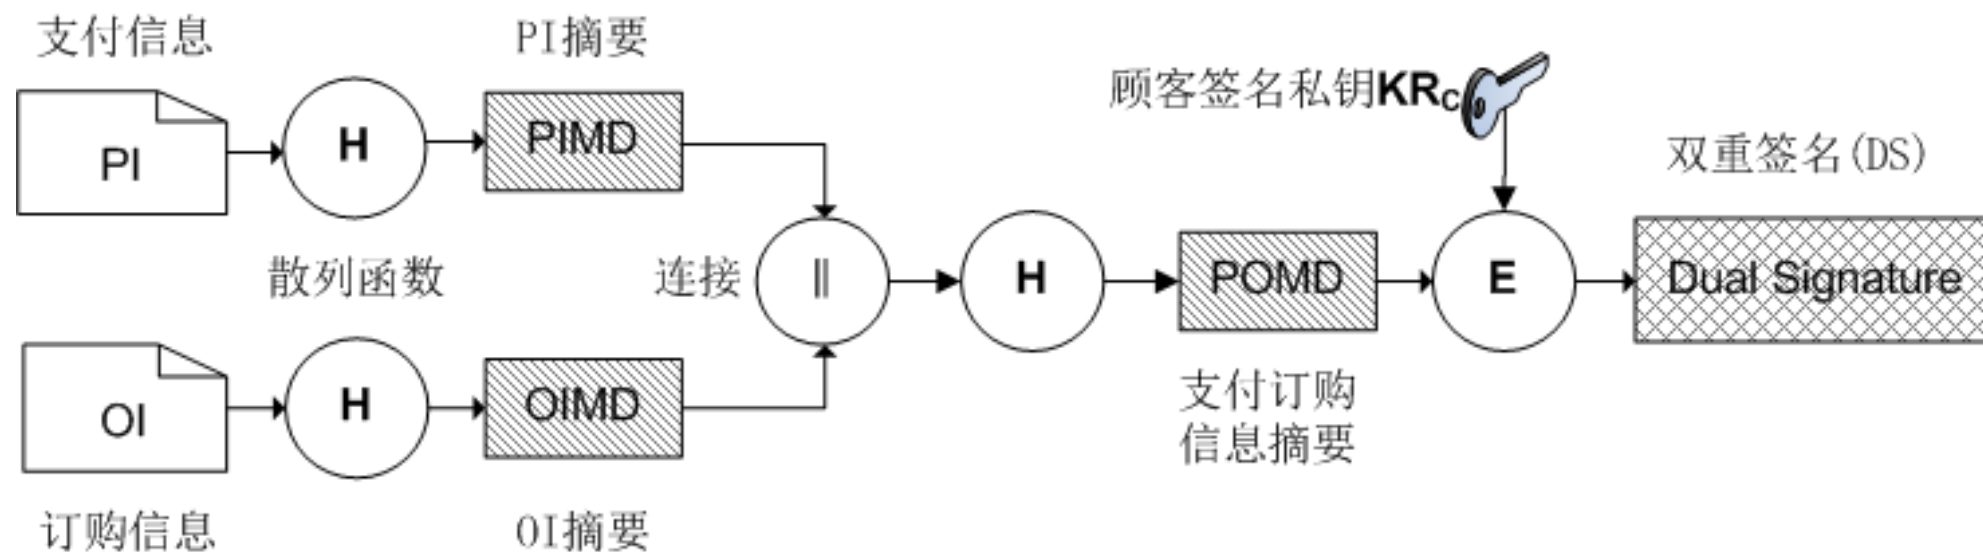 支付信息
PI摘要
顾客签名私钥KRC
双重签名(DS)
PI
H
PIMD
散列函数
连接
||
H
POMD
E
Dual Signature
OI
H
OIMD
支付订购
信息摘要
订购信息
OI摘要